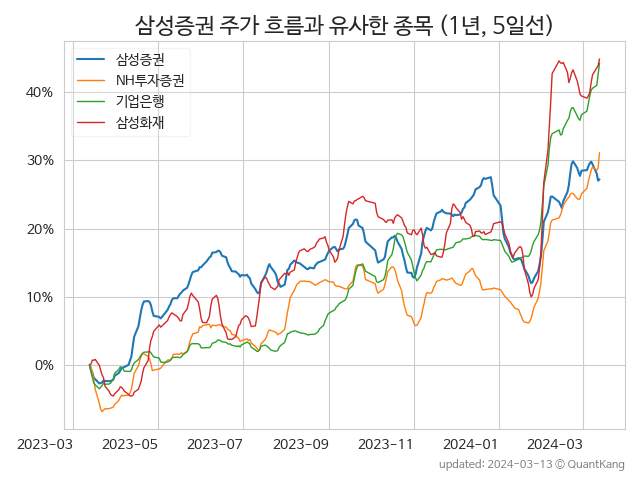 삼성증권 주가 흐름과 유사한 종목 (1년, 5일선)
삼성증권
NH투자증권
기업은행
삼성화재
40%
30%
20%
10%
0%
2023-03
2023-05
2023-07
2023-09
2023-11
2024-01
2024-03
updated: 2024-03-13 © QuantKang